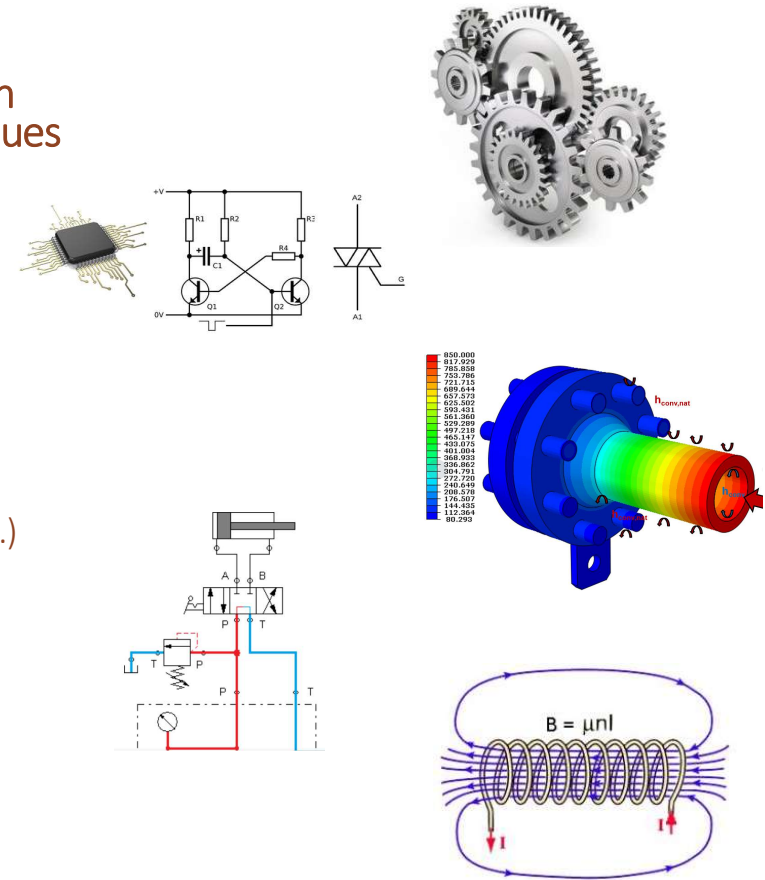 n
ues
+V
R1
R2
R3
A2
+
C1
R4
Q1
Q2
G
0V
A1
850.000
817.929
785.858
753.786
721.715
689.644
657.573
625.502
593.431
561.360
529.289
497.218
465.147
433.075
401.004
368.933
336.862
304.791
272.720
240.649
208.578
176.507
144.435
112.364
80.293
hconv,nat
hconv,nat
.)
A B
P T
T P
P T
B = μnI
I
I